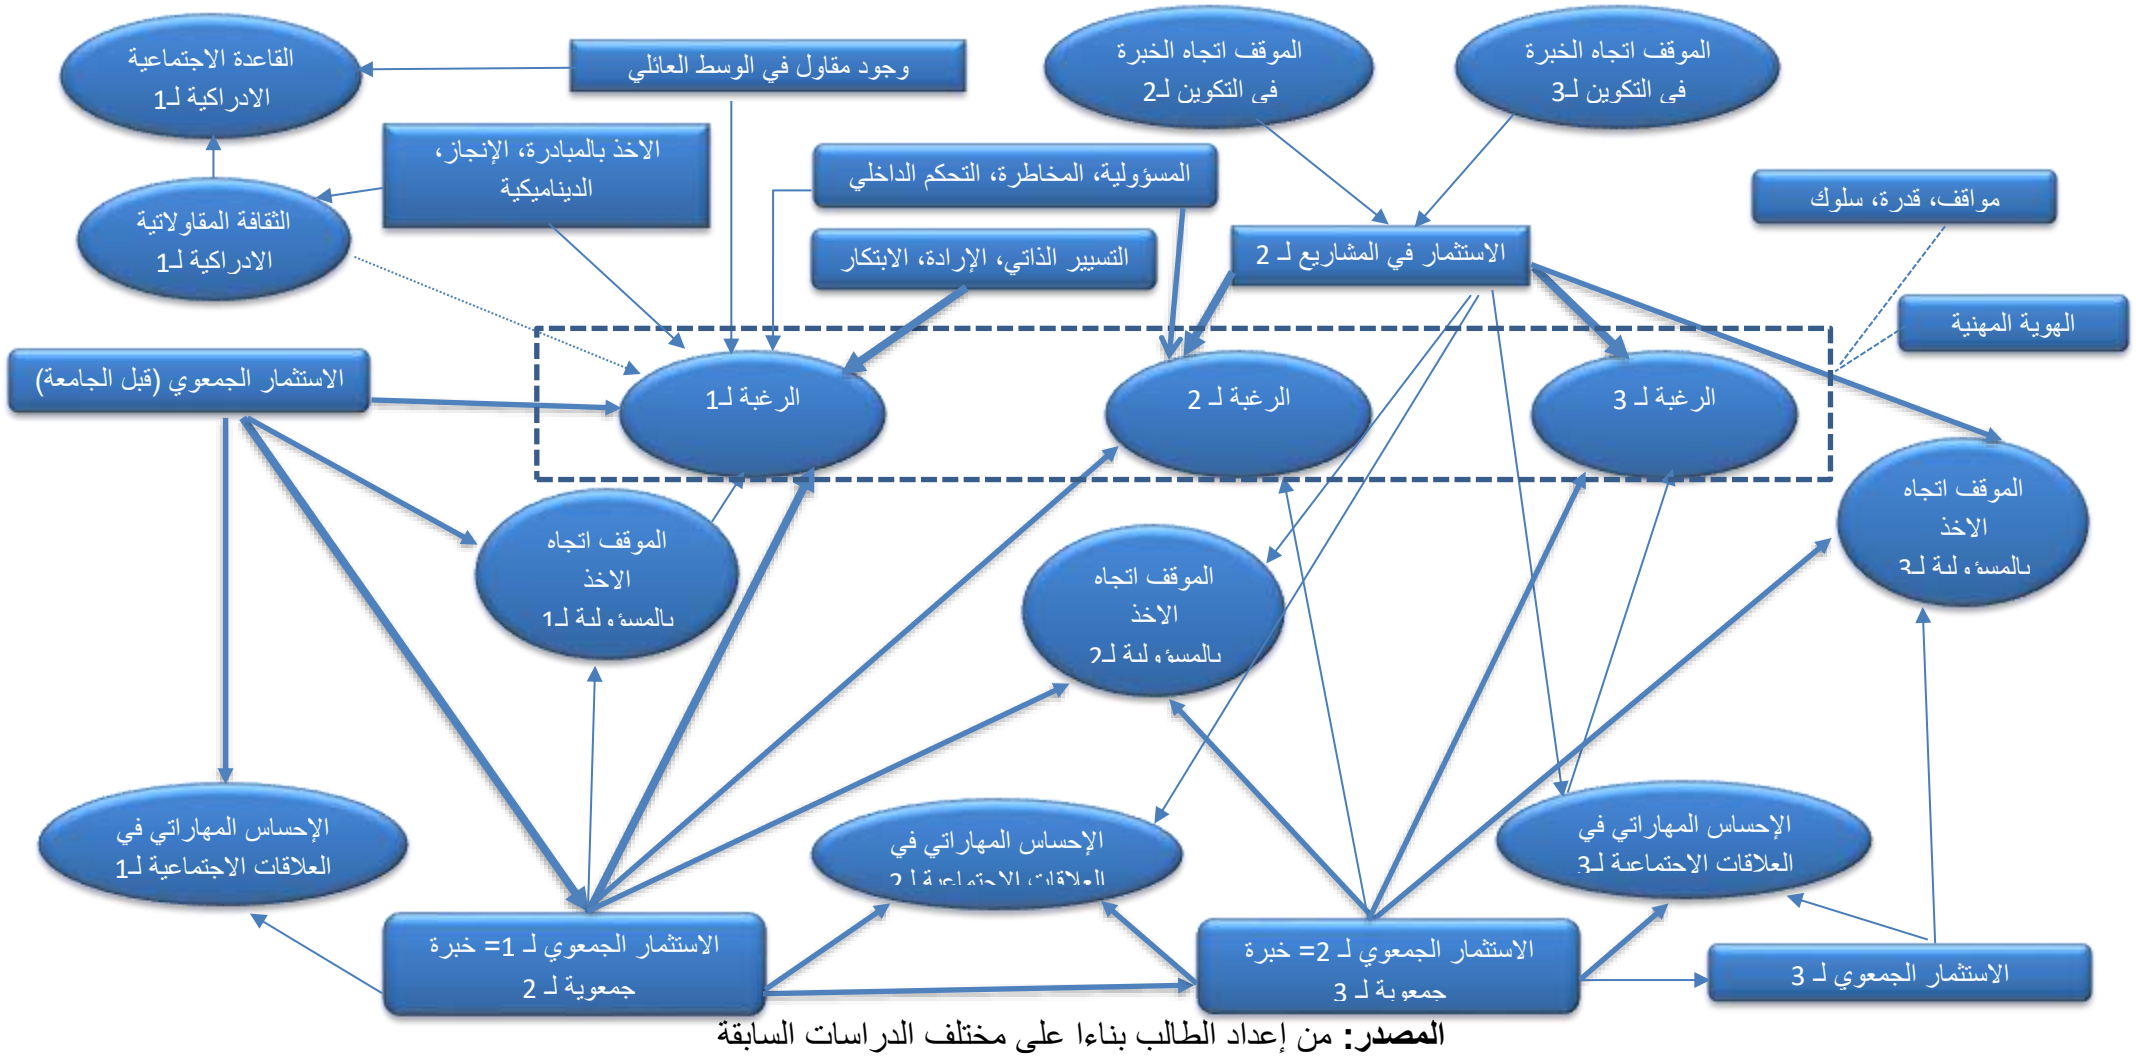 القاعدة الاجتماعية
الادراكية لـ1
وجود مقاول في الوسط العائلي
الموقف اتجاه الخبرة
في التكوين لـ2
الموقف اتجاه الخبرة
في التكوين لـ3
الاخذ بالمبادرة، الإنجاز،
الديناميكية
المسؤولية، المخاطرة، التحكم الداخلي
مواقف، قدرة، سلوك
الثقافة المقاولاتية
الادراكية لـ1
التسيير الذاتي، الإرادة، الابتكار
الاستثمار في المشاريع لـ 2
الهوية المهنية
الاستثمار الجمعوي (قبل الجامعة)
الرغبة لـ1
الرغبة لـ 2
الرغبة لـ 3
الموقف اتجاه
الاخذ
بالمسؤولية لـ1
الموقف اتجاه
الاخذ
بالمسؤولية لـ2
الموقف اتجاه
الاخذ
بالمسؤولية لـ3
الإحساس المهاراتي في
العلاقات الاجتماعية لـ1
الإحساس المهاراتي في
العلاقات الاجتماعية لـ2
الإحساس المهاراتي في
العلاقات الاجتماعية لـ3
الاستثمار الجمعوي لـ 1= خبرة
جمعوية لـ 2
الاستثمار الجمعوي لـ 2= خبرة
جمعوية لـ 3
الاستثمار الجمعوي لـ 3
المصدر: من إعداد الطالب بناءا على مختلف الدراسات السابقة